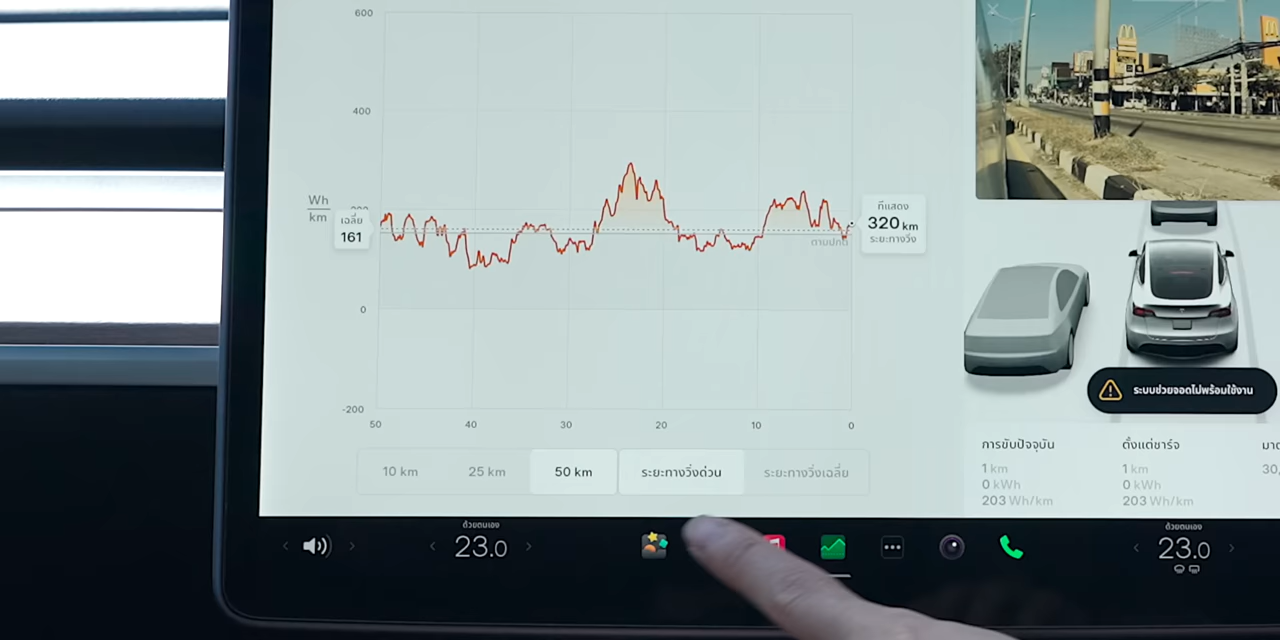 600
400
Wh
km
200
เฉลี่ย
161
0
-200
50
40
30
20
10
0
ที่แสดง
320 km
ระยะทางวิ่ง
ตามปกติ
10 km
25 km
50 km
ระยะทางวิ่งด่วน
ระยะทางวิ่งเฉลี่ย
ระบบช่วยจอดไม่พร้อมใช้งาน
การขับปัจจุบัน
1 km
0 kWh
203 Wh/km
ตั้งแต่ชาร์จ
1 km
0 kWh
203 Wh/km
30,
ด้วยตนเอง
23.0
ด้วยตนเอง
23.0